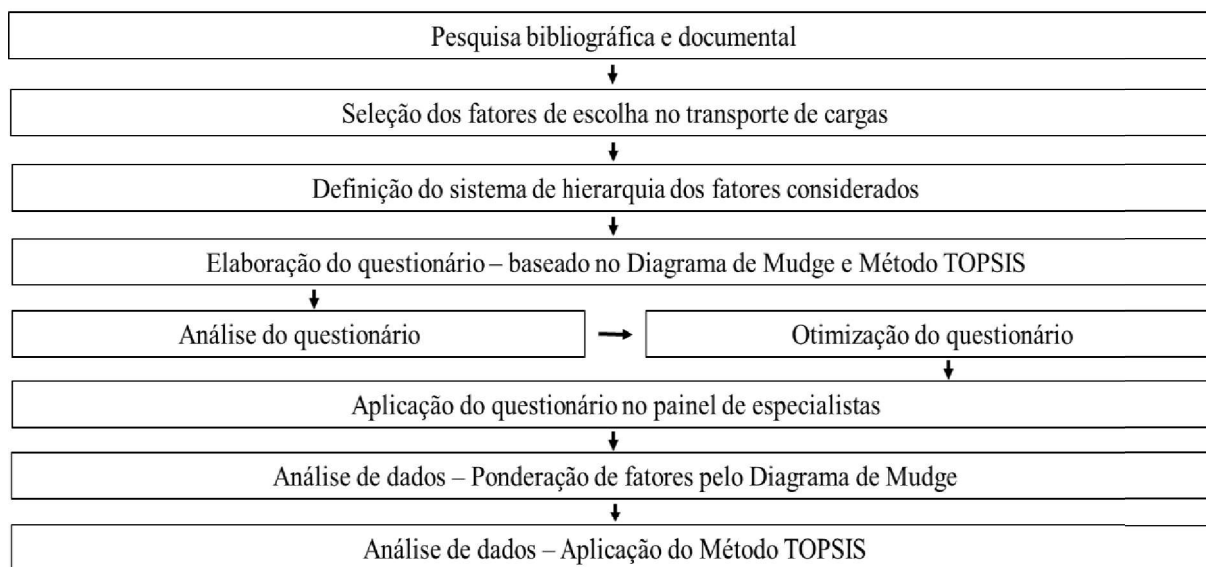 Pesquisa bibliográfica e documental
Seleção dos fatores de escolha no transporte de cargas
Definição do sistema de hierarquia dos fatores considerados
Elaboração do questionário – baseado no Diagrama de Mudge e Método TOPSIS
Análise do questionário
Otimização do questionário
Aplicação do questionário no painel de especialistas
Análise de dados – Ponderação de fatores pelo Diagrama de Mudge
Análise de dados – Aplicação do Método TOPSIS